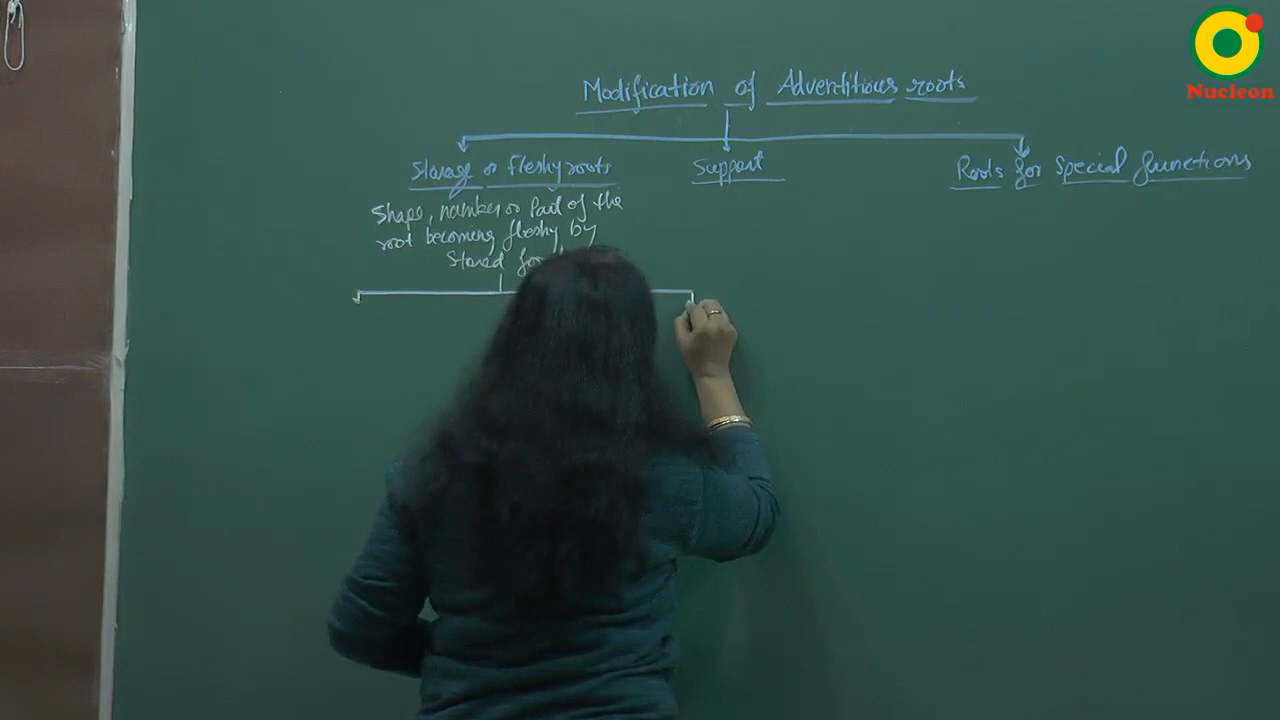 Nucleon
Modification of Adventitious roots
Storage or fleshy roots
Support
Roots for special functions
Shape, number or Part of the
root becoming fleshy by
Stored